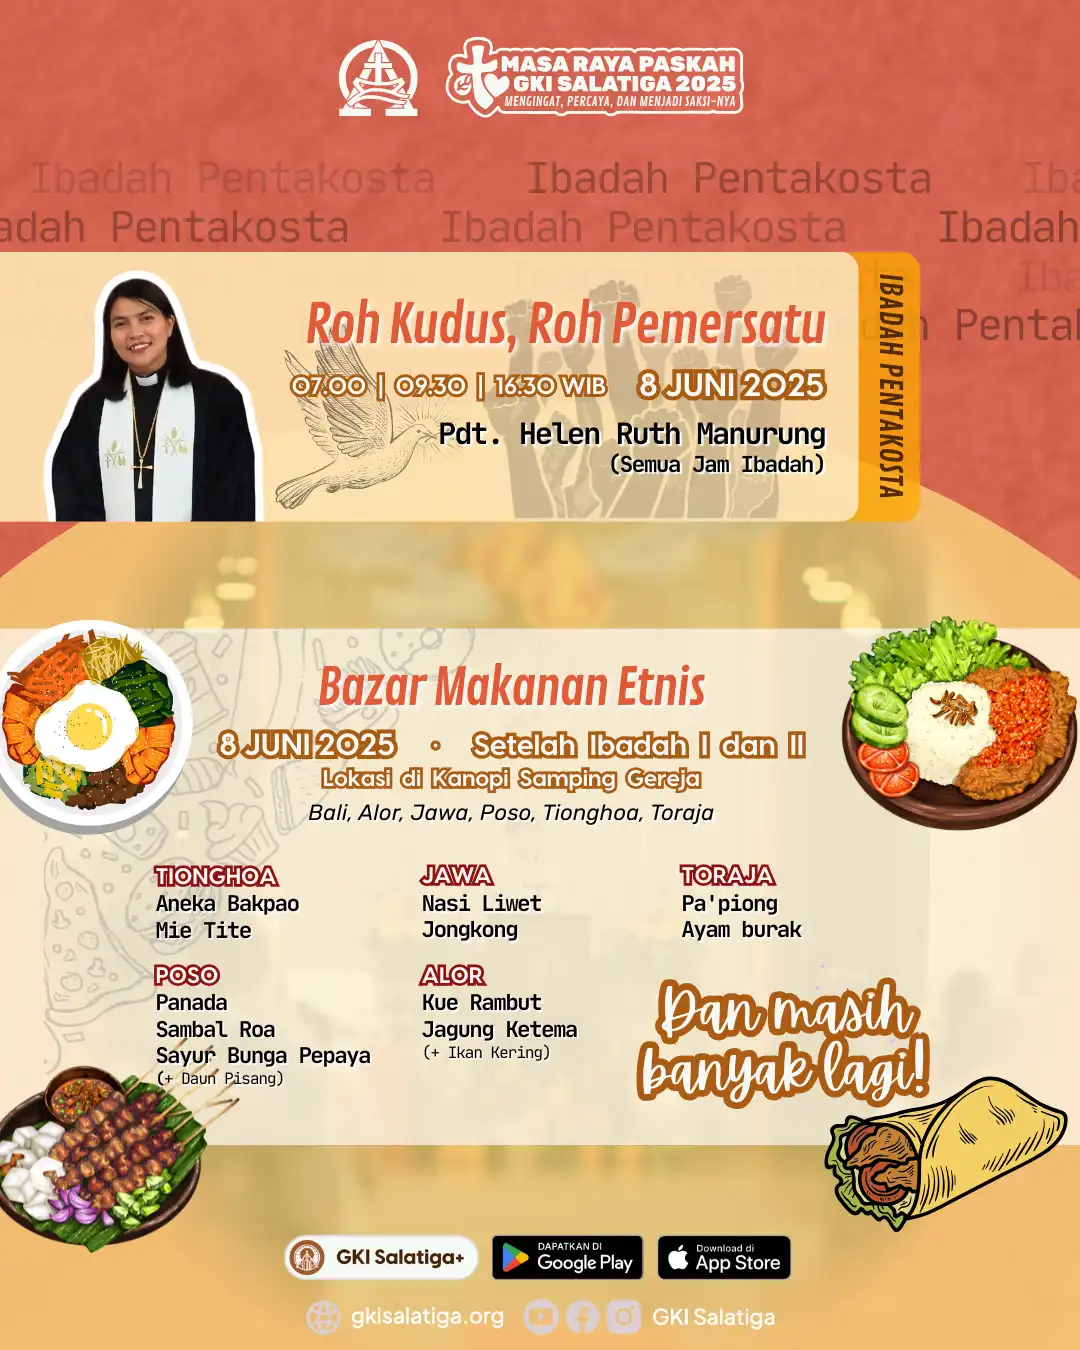 MASA RAYA PASKAH
GKI SALATIGA 2025
MENGINGAT, PERCAYA, DAN MENJADI SAKSI-NYA
Ibadah Pentakosta Ibadah Pentakosta Iba
adah Pentakosta Ibadah Pentakosta Ibadah
Roh Kudus, Roh Pemersatu
07.00 | 09.30 | 16.30 WIB 8 JUNI 2025
Pdt. Helen Ruth Manurung
(Semua Jam Ibadah)
IBADAH PENTAKOSTA
Iba
Pental
Bazar Makanan Etnis
8 JUNI 2025 • Setelah Ibadah I dan II
Lokasi di Kanopi Samping Gereja
Bali, Alor, Jawa, Poso, Tionghoa, Toraja
TIONGHOA
Aneka Bakpao
Mie Tite
JAWA
Nasi Liwet
Jongkong
TORAJA
Pa'piong
Ayam burak
POSO
Panada
Sambal Roa
Sayur Bunga Pepaya
(+ Daun Pisang)
ALOR
Kue Rambut
Jagung Ketema
(+ Ikan Kering)
Dan masih
banyak lagi!
GKI Salatiga+
DAPATKAN DI
Google Play
Download di
App Store
gkisalatiga.org
GKI Salatiga